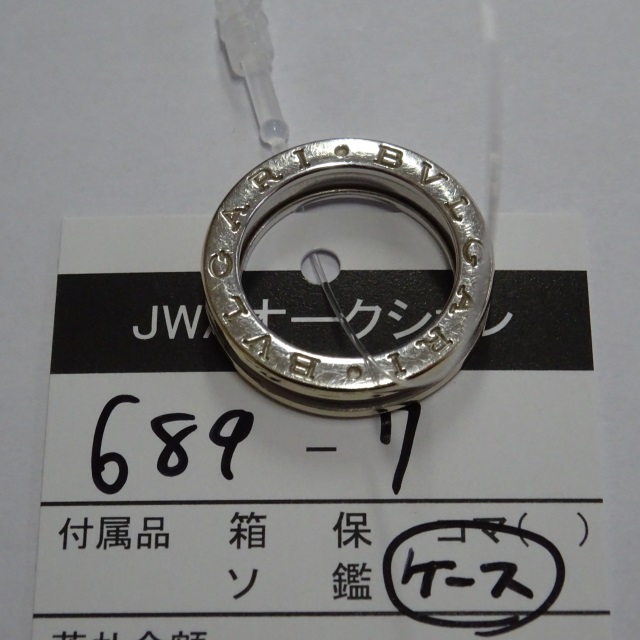 BVLGARI • BVLGARI •
JWAオークション
689-7
付属品 箱 保 コマ( )
ソ 鑑 ケース